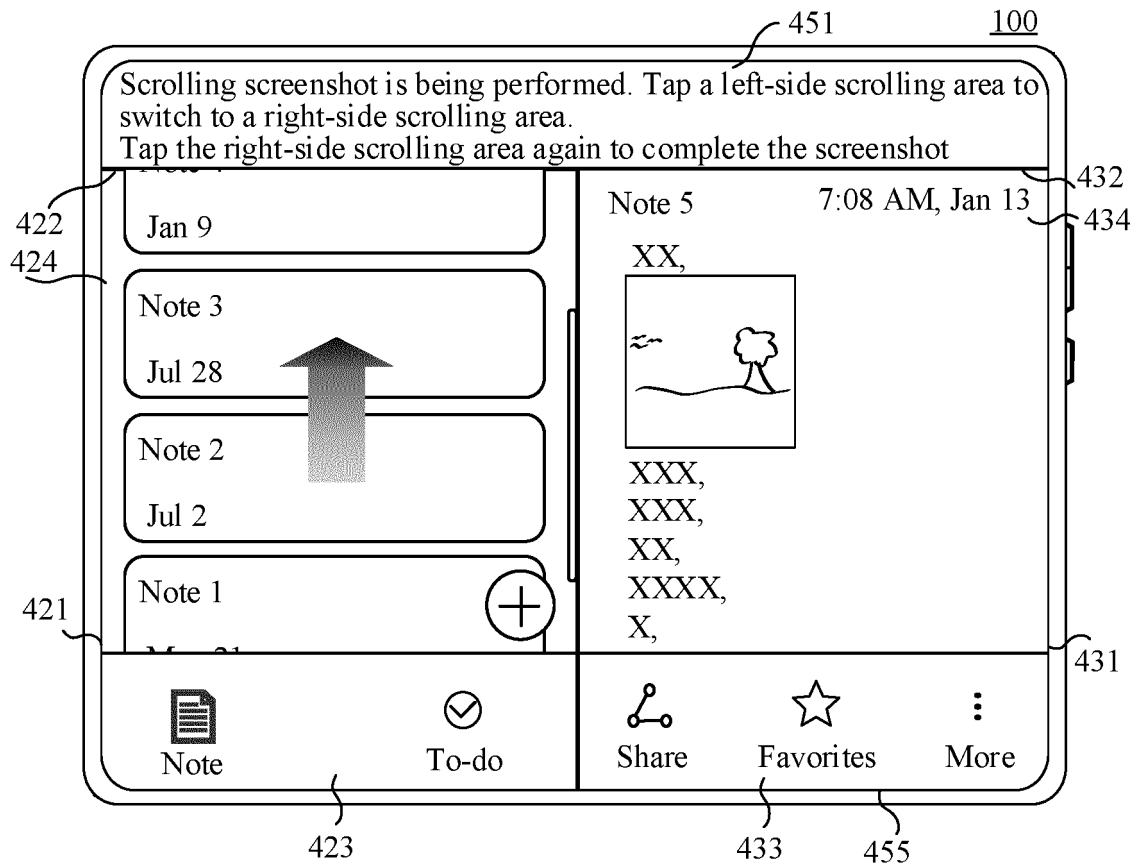 100
451
Scrolling screenshot is being performed. Tap a left-side scrolling area to
switch to a right-side scrolling area.
Tap the right-side scrolling area again to complete the screenshot
422
432
434
424
Jan 9
Note 3
Jul 28
Note 2
Jul 2
Note 1
Note 5
7:08 AM, Jan 13
XX,
XXX,
XXX,
XX,
XXXX,
X,
421
431
Note
To-do
Share
Favorites
More
423
433
455